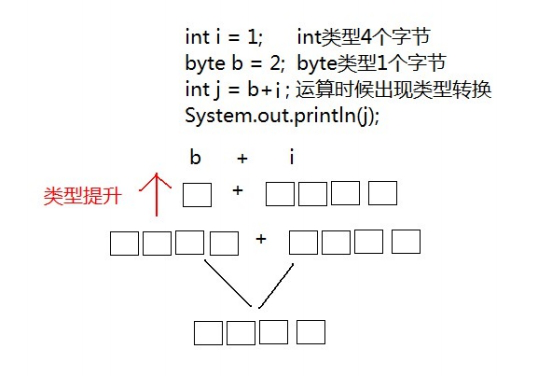 int i = 1; int类型4个字节
byte b = 2; byte类型1个字节
int j = b+i; 运算时候出现类型转换
System.out.println(j);
b + i
类型提升 +
+